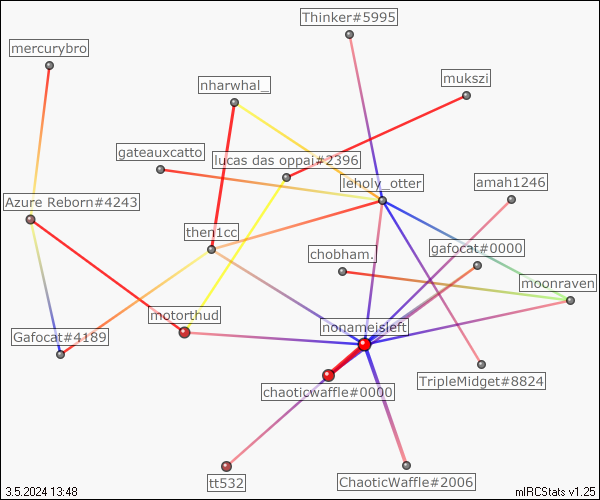 Thinker#5995
mercurybro
mukszi
nharwhal_
gateauxcatto
lucas das oppai#2396
leholy_otter
amah1246
Azure Reborn#4243
then1cc
chobham.
gafocat#0000
moonraven
motorthud
nonameisleft
Gafocat#4189
chaoticwaffle#0000
TripleMidget#8824
tt532
ChaoticWaffle#2006
3.5.2024 13:48
mIRCStats v1.25